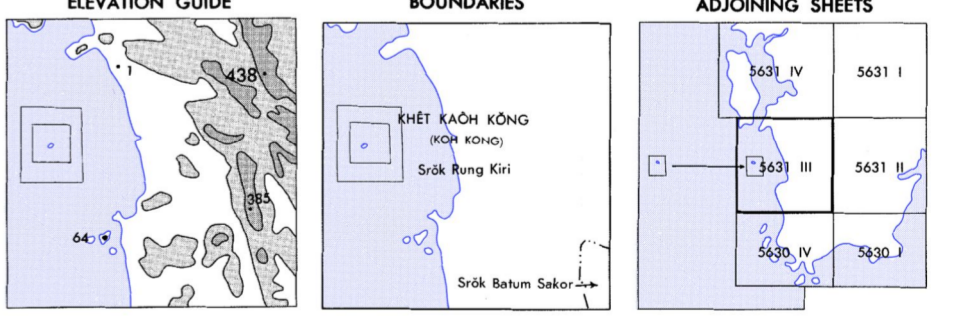 ELEVATION GUIDE
1
438
385
64
BOUNDARIES
KHÊT KAÔH KŎNG
(KOH KONG)
Srŏk Rung Kiri
Srŏk Batum Sakor
ADJOINING SHEETS
5631 IV
5631 I
5631 III
5631 II
5630 IV
5630 I